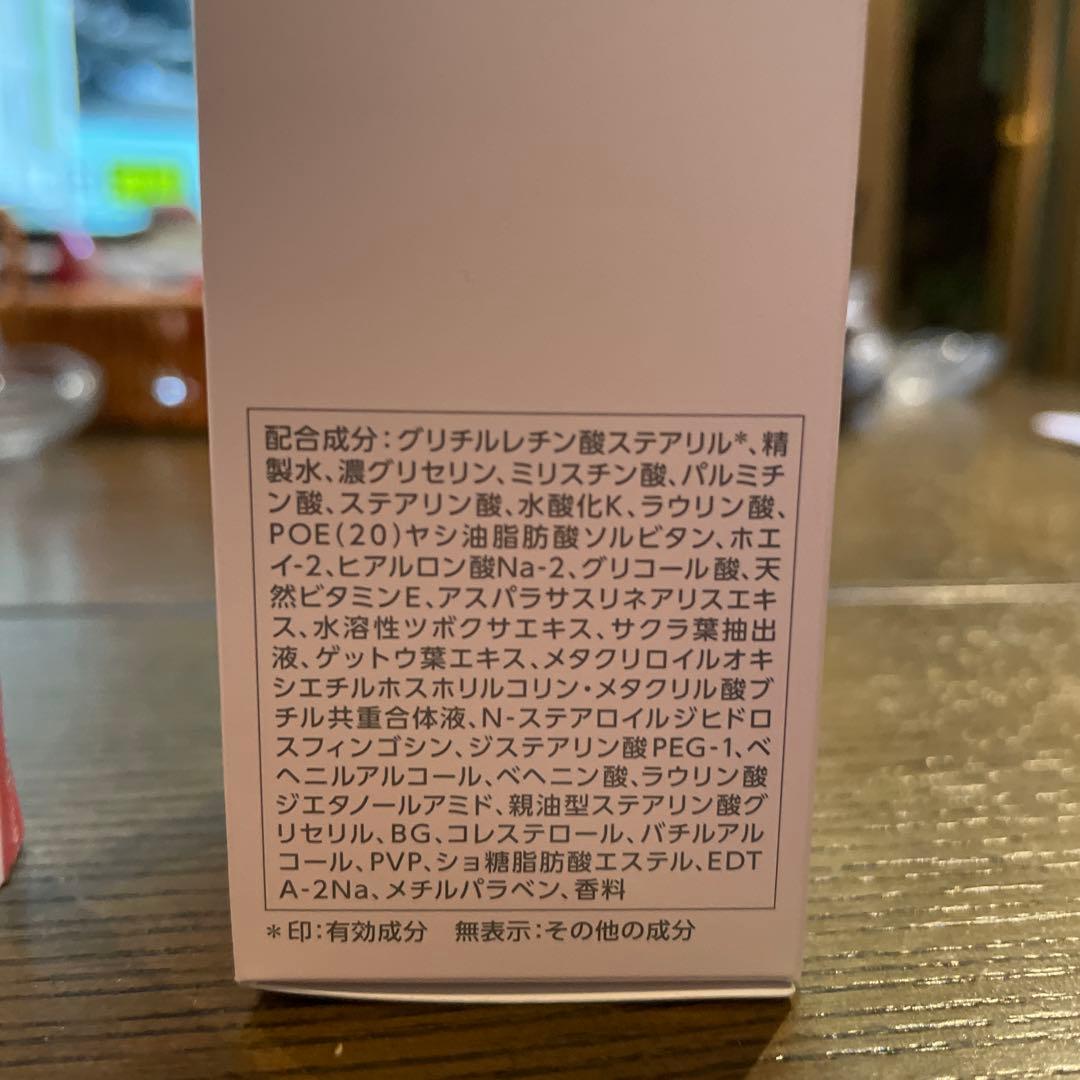 配合成分：グリチルレチン酸ステアリル＊、精
製水、濃グリセリン、ミリスチン酸、パルミチ
ン酸、ステアリン酸、水酸化K、ラウリン酸、
POE(20)ヤシ油脂肪酸ソルビタン、ホエ
イ-2、ヒアルロン酸Na-2、グリコール酸、天
然ビタミンE、アスパラサスリネアリスエキ
ス、水溶性ツボクサエキス、サクラ葉抽出
液、ゲットウ葉エキス、メタクリロイルオキ
シエチルホスホリルコリン・メタクリル酸ブ
チル共重合体液、N-ステアロイルジヒドロ
スフィンゴシン、ジステアリン酸PEG-1、ベ
ヘニルアルコール、ベヘニン酸、ラウリン酸
ジエタノールアミド、親油型ステアリン酸グ
リセリル、BG、コレステロール、バチルアル
コール、PVP、ショ糖脂肪酸エステル、EDT
A-2Na、メチルパラベン、香料
＊印：有効成分　無表示：その他の成分